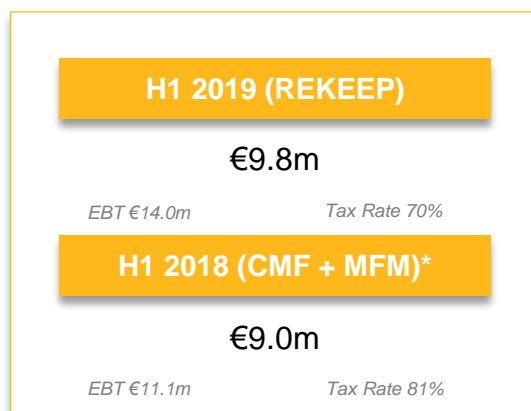 H1 2019 (REKEEP)
€9.8m
EBT €14.0m Tax Rate 70%
H1 2018 (CMF + MFM)*
€9.0m
EBT €11.1m Tax Rate 81%